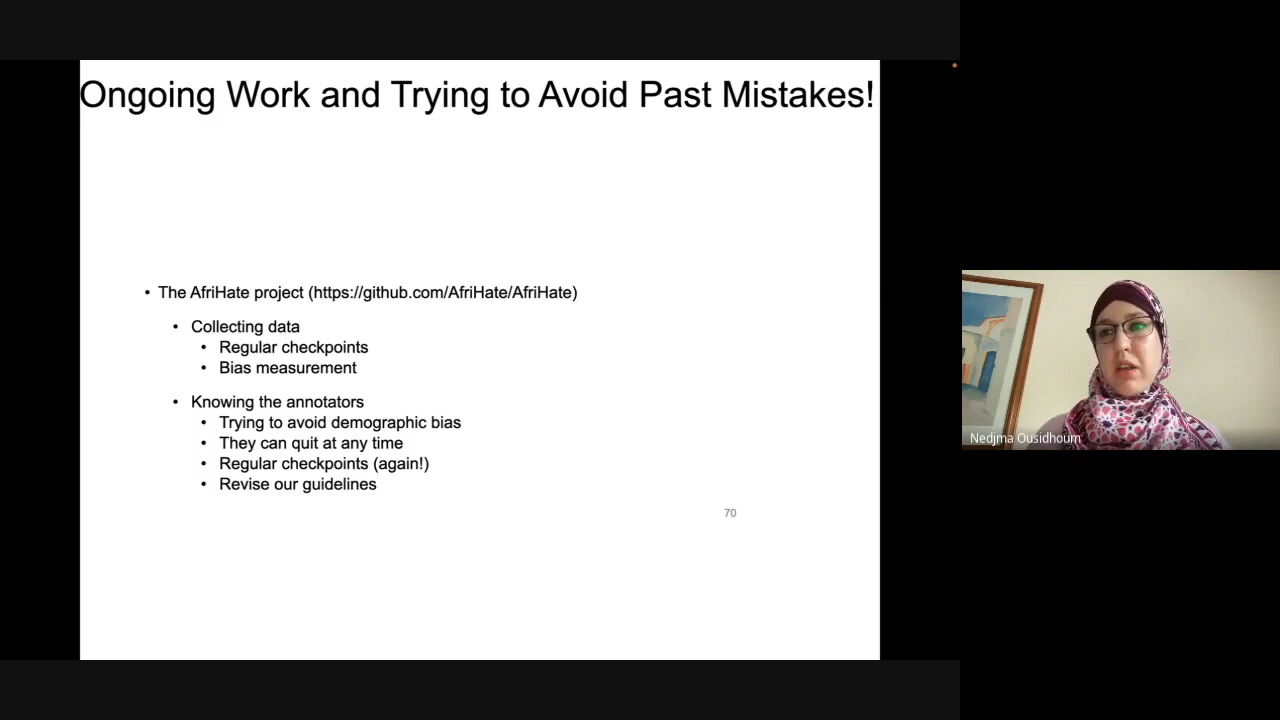 Ongoing Work and Trying to Avoid Past Mistakes!
• The AfriHate project (https://github.com/AfriHate/AfriHate)
• Collecting data
• Regular checkpoints
• Bias measurement
• Knowing the annotators
• Trying to avoid demographic bias
• They can quit at any time
• Regular checkpoints (again!)
• Revise our guidelines
70
Nedjma Ousidhoum